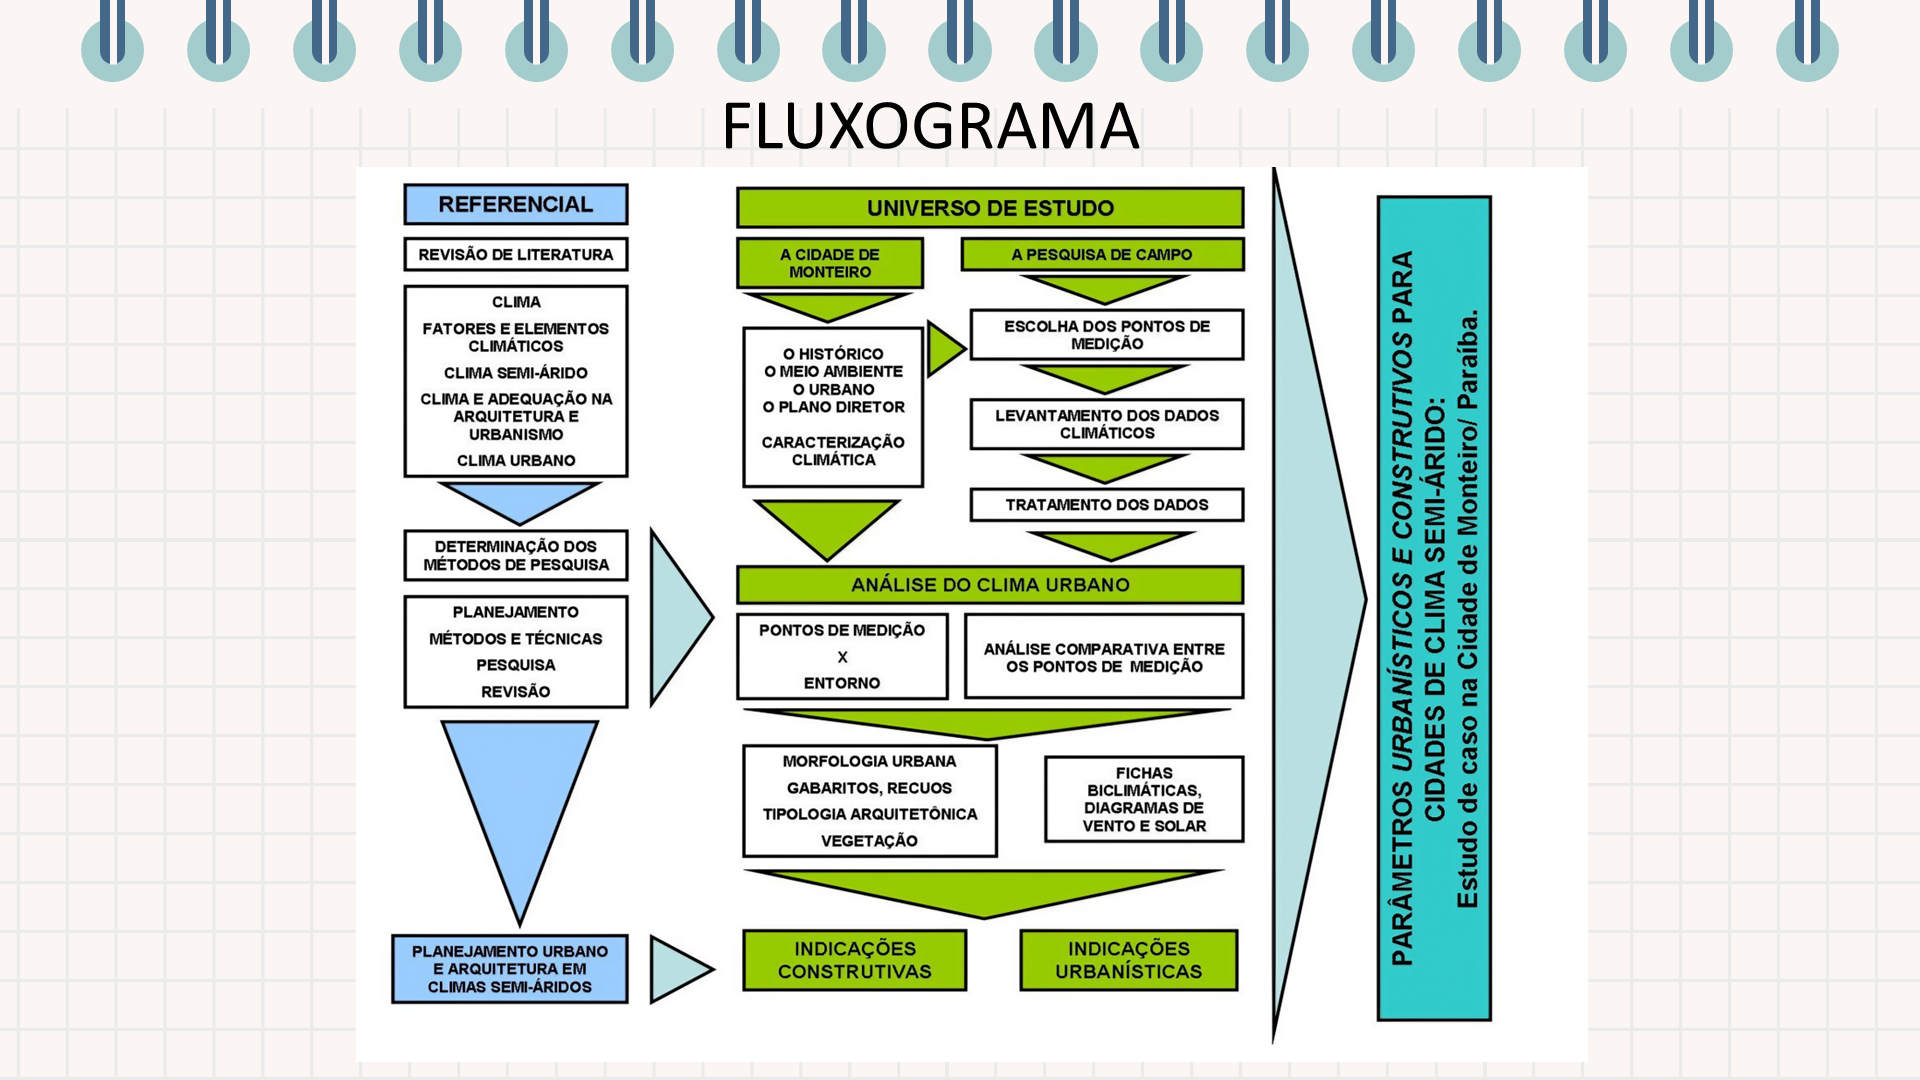 FLUXOGRAMA
REFERENCIAL
REVISÃO DE LITERATURA
CLIMA
FATORES E ELEMENTOS
CLIMÁTICOS
CLIMA SEMI-ÁRIDO
CLIMA E ADEQUAÇÃO NA
ARQUITETURA E
URBANISMO
CLIMA URBANO
DETERMINAÇÃO DOS
MÉTODOS DE PESQUISA
PLANEJAMENTO
MÉTODOS E TÉCNICAS
PESQUISA
REVISÃO
PLANEJAMENTO URBANO
E ARQUITETURA EM
CLIMAS SEMI-ÁRIDOS
UNIVERSO DE ESTUDO
A CIDADE DE
MONTEIRO
O HISTÓRICO
O MEIO AMBIENTE
O URBANO
O PLANO DIRETOR
CARACTERIZAÇÃO
CLIMÁTICA
A PESQUISA DE CAMPO
ESCOLHA DOS PONTOS DE
MEDIÇÃO
LEVANTAMENTO DOS DADOS
CLIMÁTICOS
TRATAMENTO DOS DADOS
ANÁLISE DO CLIMA URBANO
PONTOS DE MEDIÇÃO
X
ENTORNO
ANÁLISE COMPARATIVA ENTRE
OS PONTOS DE MEDIÇÃO
MORFOLOGIA URBANA
GABARITOS, RECUOS
TIPOLOGIA ARQUITETÔNICA
VEGETAÇÃO
FICHAS
BICLIMÁTICAS,
DIAGRAMAS DE
VENTO E SOLAR
INDICAÇÕES
CONSTRUTIVAS
INDICAÇÕES
URBANÍSTICAS
PARÂMETROS URBANÍSTICOS E CONSTRUTIVOS PARA
CIDADES DE CLIMA SEMI-ÁRIDO:
Estudo de caso na Cidade de Monteiro/ Paraíba.